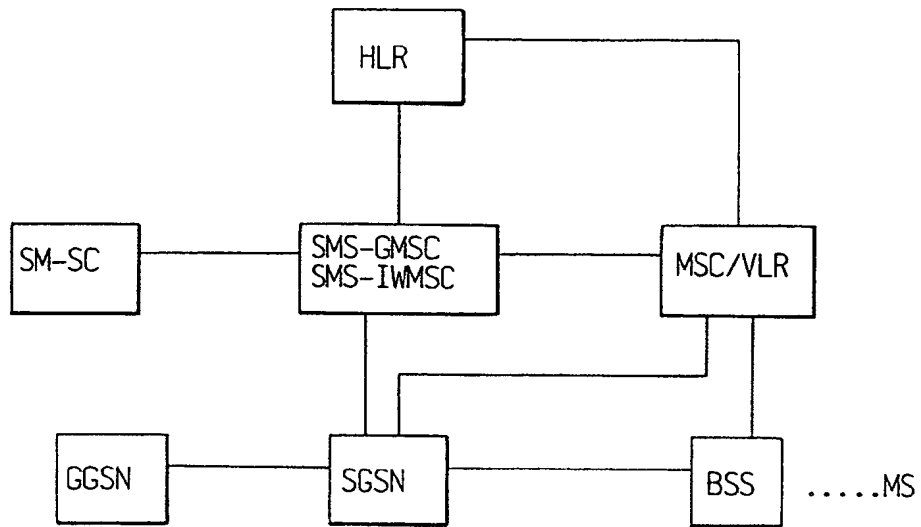 HLR
SM-SC
SMS-GMSC
SMS-IWMSC
MSC/VLR
GGSN
SGSN
BSS
.....MS